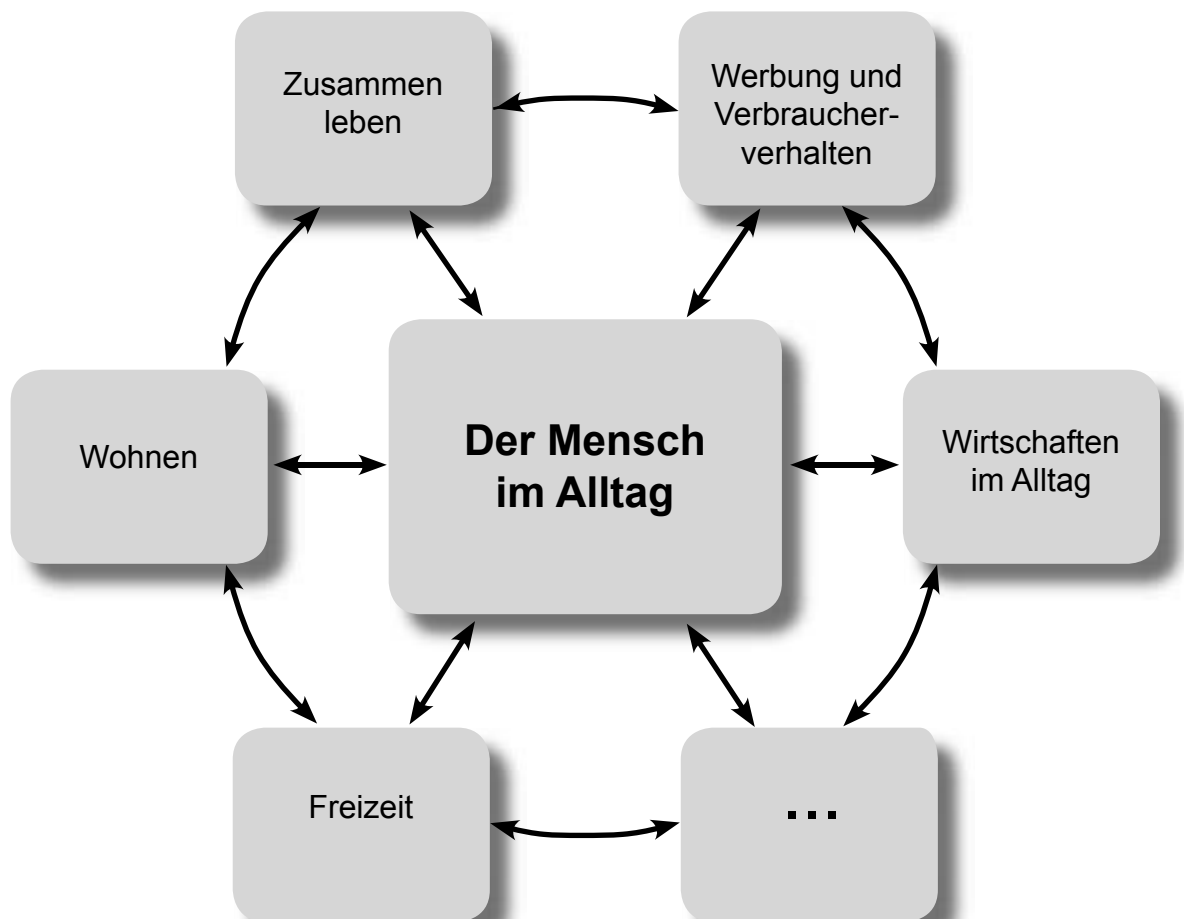 Zusammen
leben
Werbung und
Verbraucher-
verhalten
Wohnen
Der Mensch
im Alltag
Wirtschaften
im Alltag
Freizeit
...